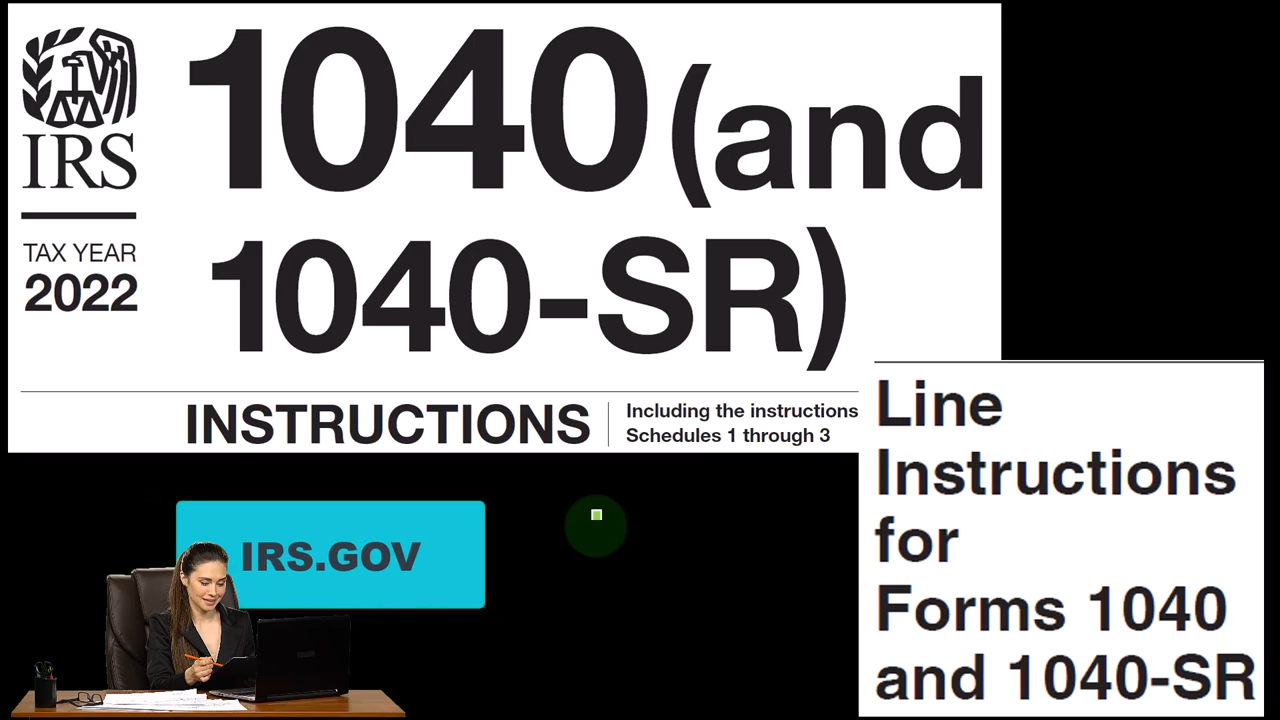 IRS
TAX YEAR
2022
1040 (and
1040-SR)
INSTRUCTIONS
Including the instructions
Schedules 1 through 3
Line
Instructions
for
Forms 1040
and 1040-SR
IRS.GOV